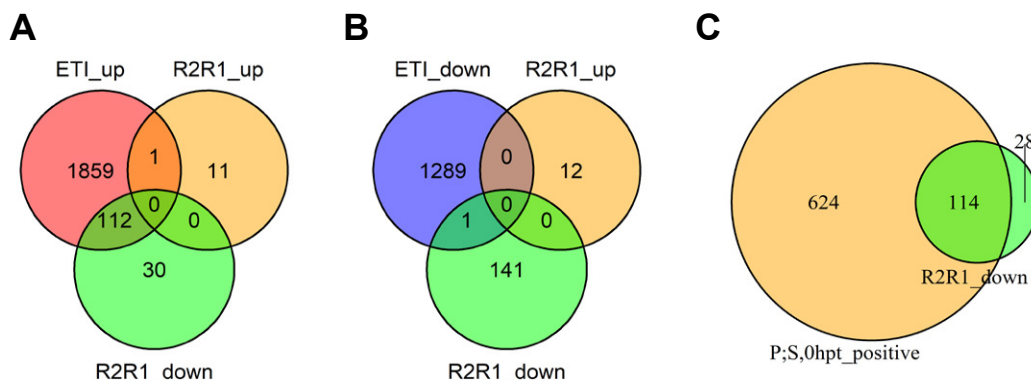 A
ETI_up
R2R1_up
1859
1
11
112
0
0
30
R2R1_down
B
ETI_down
R2R1_up
1289
0
12
1
0
0
141
R2R1_down
C
28
624
114
R2R1_down
P;S,0hpt_positive